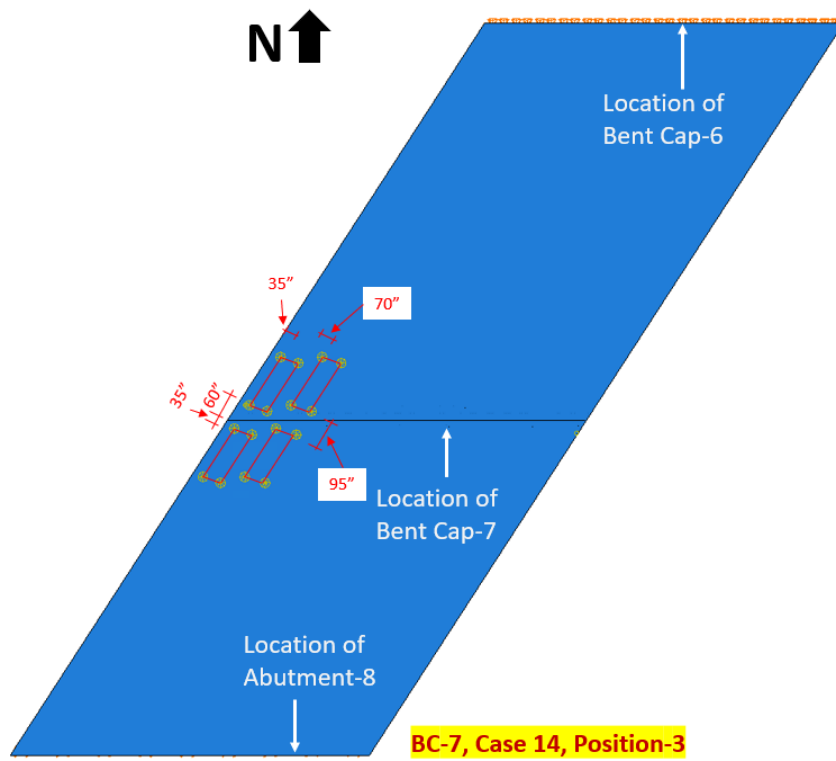 N
Location of
Bent Cap-6
35”
70”
35”
60”
95”
Location of
Bent Cap-7
Location of
Abutment-8
BC-7, Case 14, Position-3